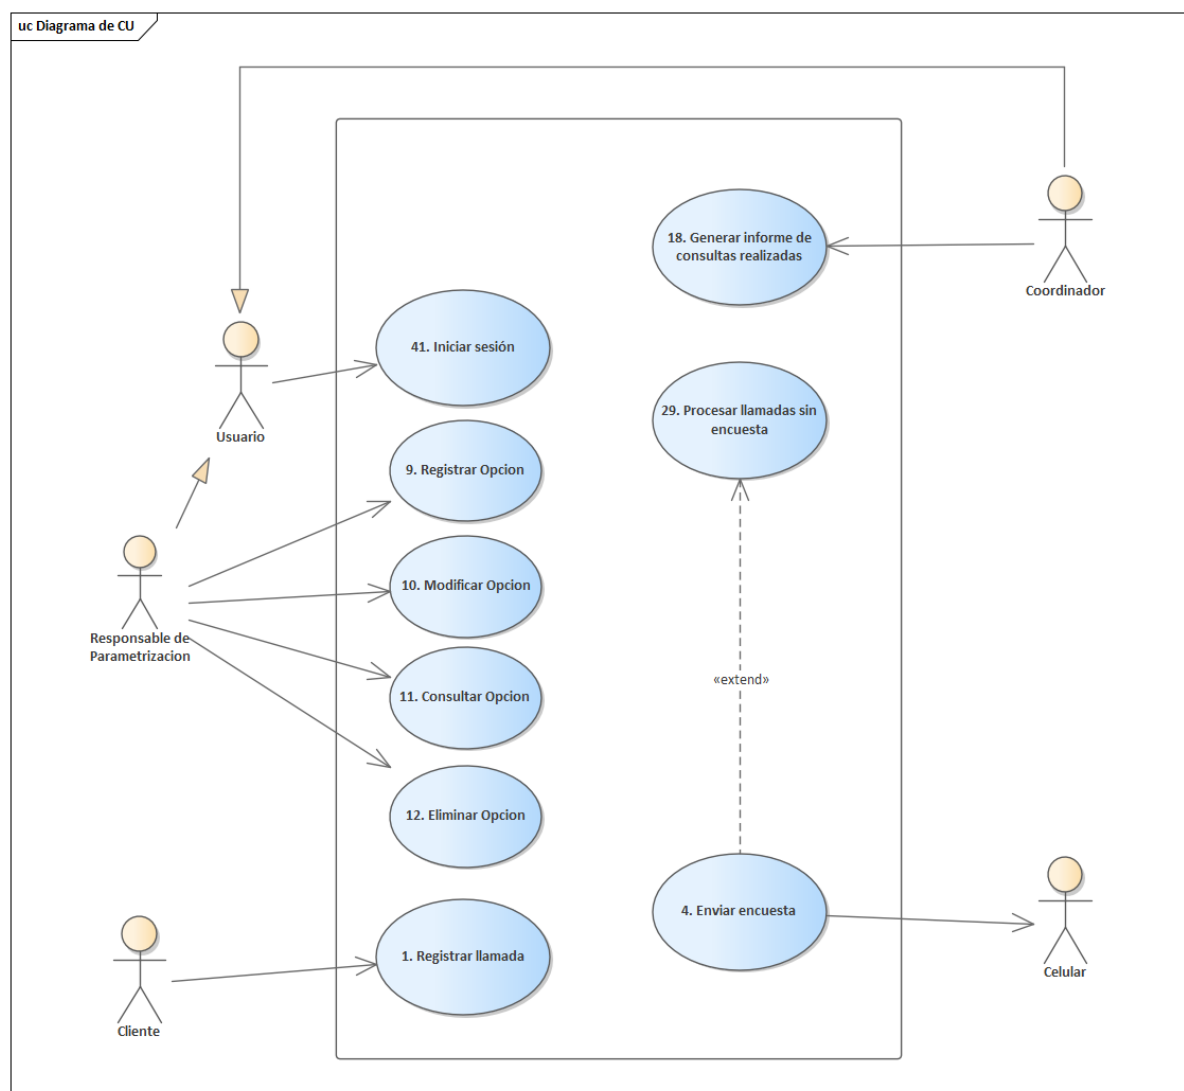 uc Diagrama de CU
18. Generar informe de
consultas realizadas
Coordinador
41. Iniciar sesión
Usuario
29. Procesar llamadas sin
encuesta
9. Registrar Opcion
10. Modificar Opcion
Responsable de
Parametrizacion
11. Consultar Opcion
«extend»
12. Eliminar Opcion
4. Enviar encuesta
1. Registrar llamada
Celular
Cliente